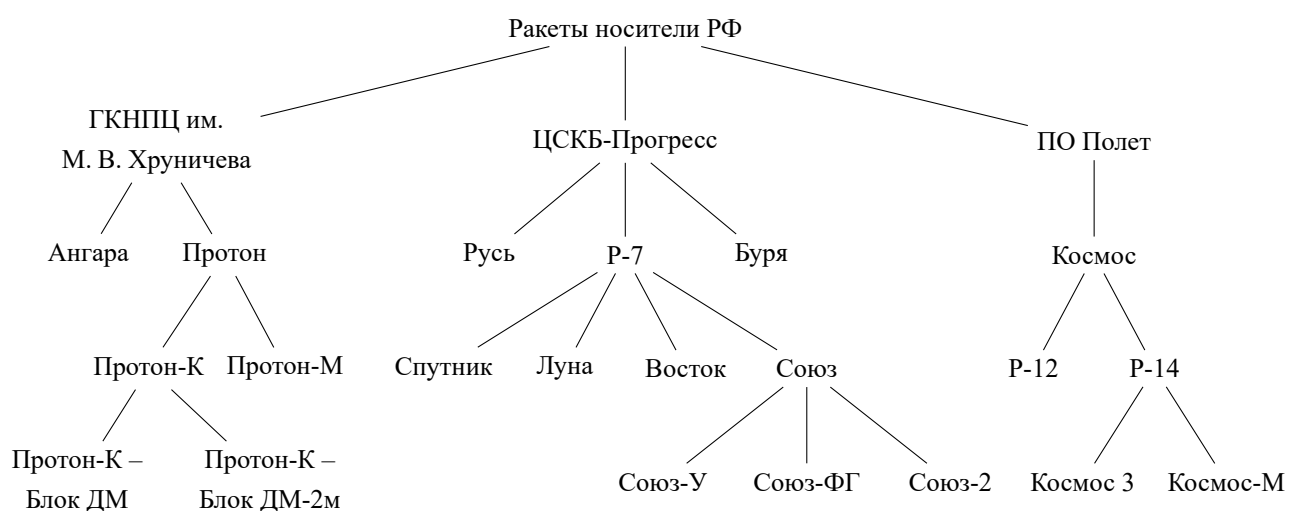 Ракеты носители РФ
ГКНПЦ им.
М. В. Хруничева
ЦСКБ-Прогресс
ПО Полет
Ангара
Протон
Русь
Р-7
Буря
Космос
Протон-К
Протон-М
Спутник
Луна
Восток
Союз
Р-12
Р-14
Протон-К –
Блок ДМ
Протон-К –
Блок ДМ-2м
Союз-У
Союз-ФГ
Союз-2
Космос 3
Космос-М